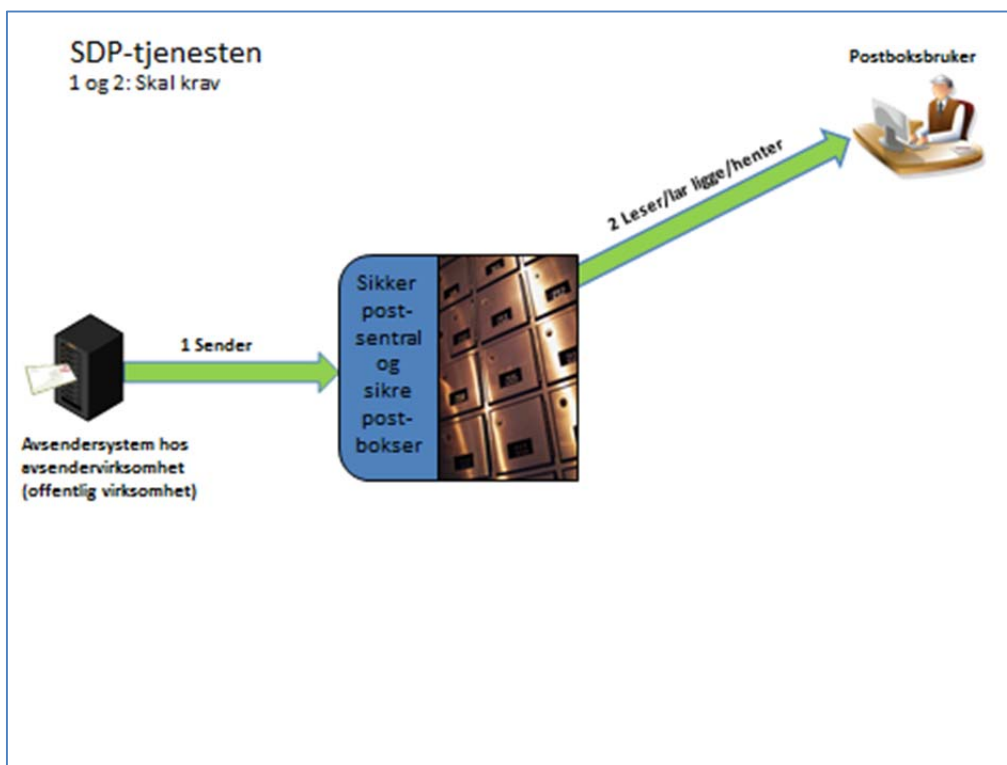 SDP-tjenesten
1 og 2: Skal krav
Postboksbruker
2 Leser/lar ligge/henter
Sikker
post-
sentral
og
sikre
post-
bokser
1 Sender
Avsendersystem hos
avsendervirksomhet
(offentlig virksomhet)